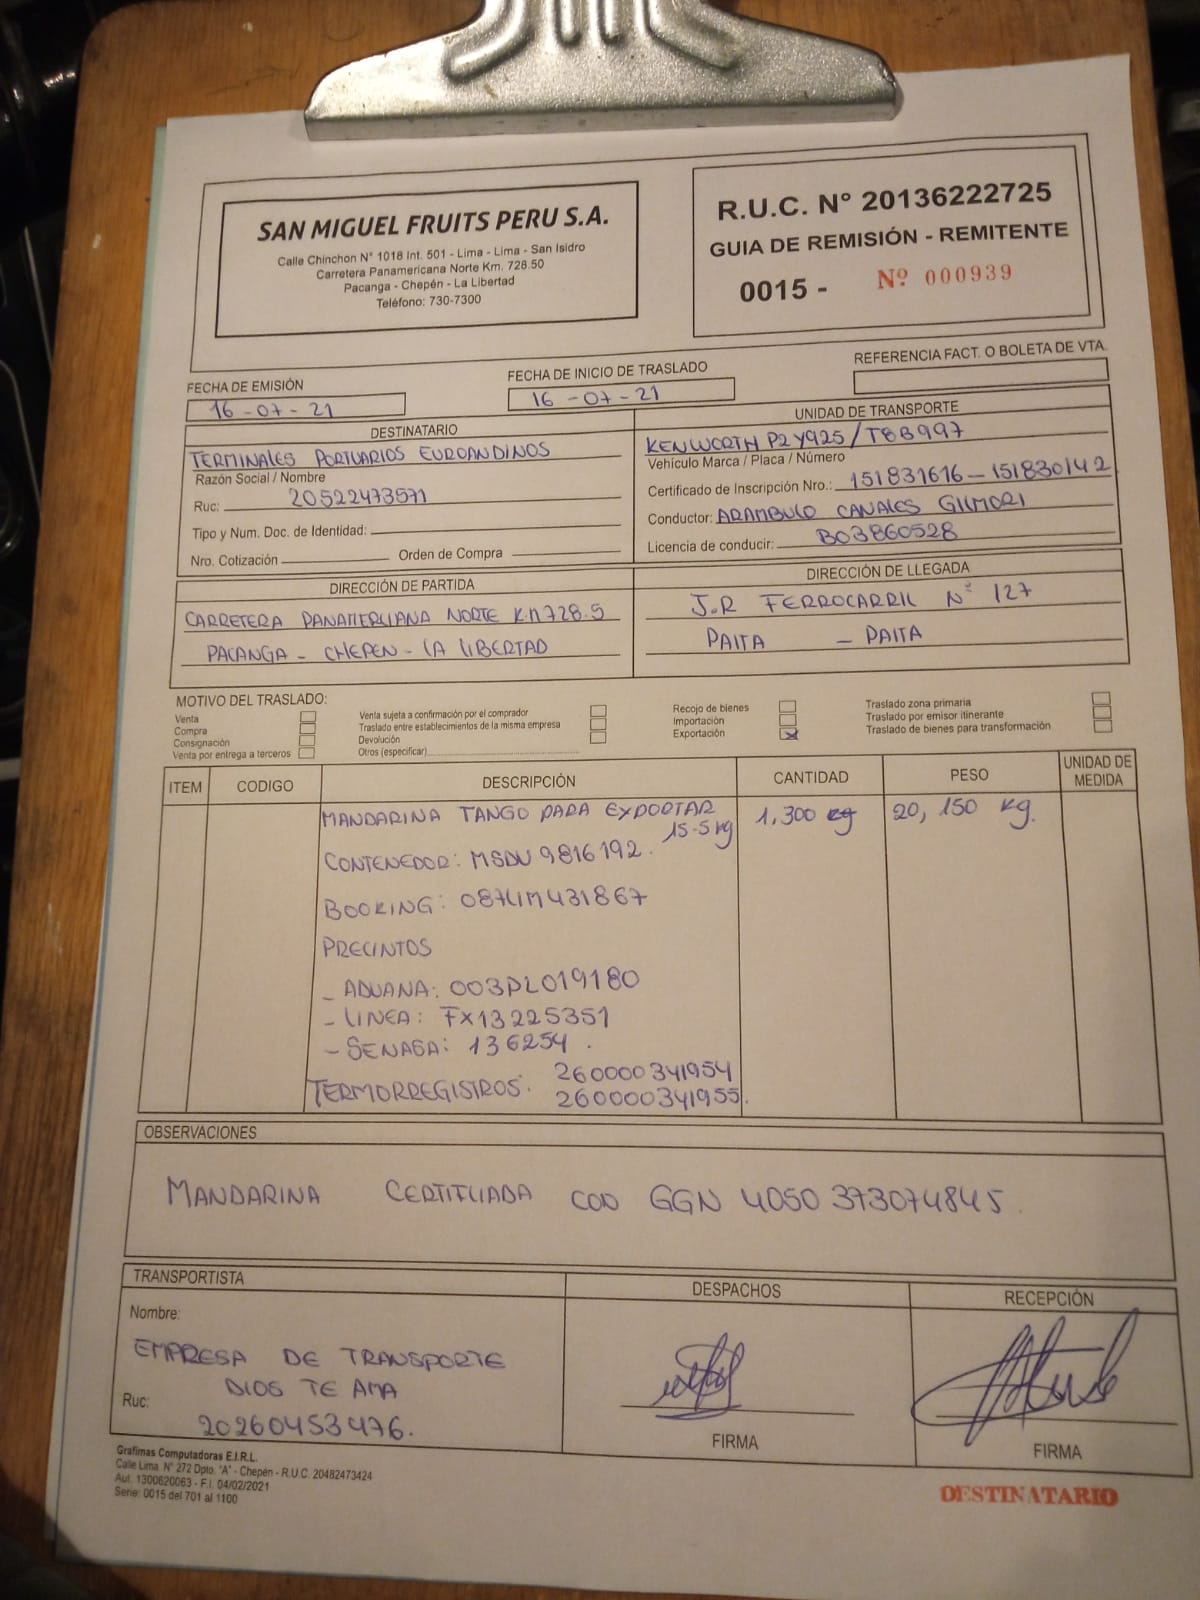 SAN MIGUEL FRUITS PERU S.A.
Calle Chinchon N° 1018 Int. 501 - Lima - Lima - San Isidro
Carretera Panamericana Norte Km. 728.50
Pacanga - Chepén - La Libertad
Teléfono: 730-7300
R.U.C. N° 20136222725
GUIA DE REMISIÓN - REMITENTE
0015 - Nº 000939
FECHA DE EMISIÓN
16-07-21
FECHA DE INICIO DE TRASLADO
16-07-21
REFERENCIA FACT. O BOLETA DE VTA.
DESTINATARIO
TERMINALES PORTUARIOS EUROANDINOS
Razón Social / Nombre
Ruc: 20522473571
Tipo y Num. Doc. de Identidad:
Nro. Cotización Orden de Compra
UNIDAD DE TRANSPORTE
KENWORTH P2Y925/T8B997
Vehículo Marca / Placa / Número
Certificado de Inscripción Nro.: 151831616-151830142
Conductor: ARAMBULO CANALES GILMORI
Licencia de conducir: B03860528
DIRECCIÓN DE PARTIDA
CARRETERA PANAMERICANA NORTE K.M 728.5
PACANGA - CHEPEN - LA LIBERTAD
DIRECCIÓN DE LLEGADA
J.R FERROCARRIL N° 127
PAITA - PAITA
MOTIVO DEL TRASLADO:
Venta
Compra
Consignación
Venta por entrega a terceros
Venta sujeta a confirmación por el comprador
Traslado entre establecimientos de la misma empresa
Devolución
Otros (especificar)
Recojo de bienes
Importación
Exportación X
Traslado zona primaria
Traslado por emisor itinerante
Traslado de bienes para transformación
ITEM CODIGO DESCRIPCIÓN CANTIDAD PESO UNIDAD DE MEDIDA
MANDARINA TANGO PARA EXPORTAR 1,300 kg 20,150 kg.
15.5 kg
CONTENEDOR: MSDU 9816192.
BOOKING: 087LIM431867
PRECINTOS
- ADUANA: 003PL019180
- LINEA: FX13225351
- SENASA: 136254.
TERMORREGISTROS: 260000341954
260000341955.
OBSERVACIONES
MANDARINA CERTIFICADA COD GGN 4050373074845.
TRANSPORTISTA
Nombre:
EMPRESA DE TRANSPORTE
DIOS TE AMA
Ruc: 20260453476.
DESPACHOS
FIRMA
RECEPCIÓN
FIRMA
Grafimas Computadoras E.I.R.L.
Calle Lima N° 272 Dpto. "A" - Chepén - R.U.C. 20482473424
Aut. 1300620063 - F.I. 04/02/2021
Serie: 0015 del 701 al 1100
DESTINATARIO